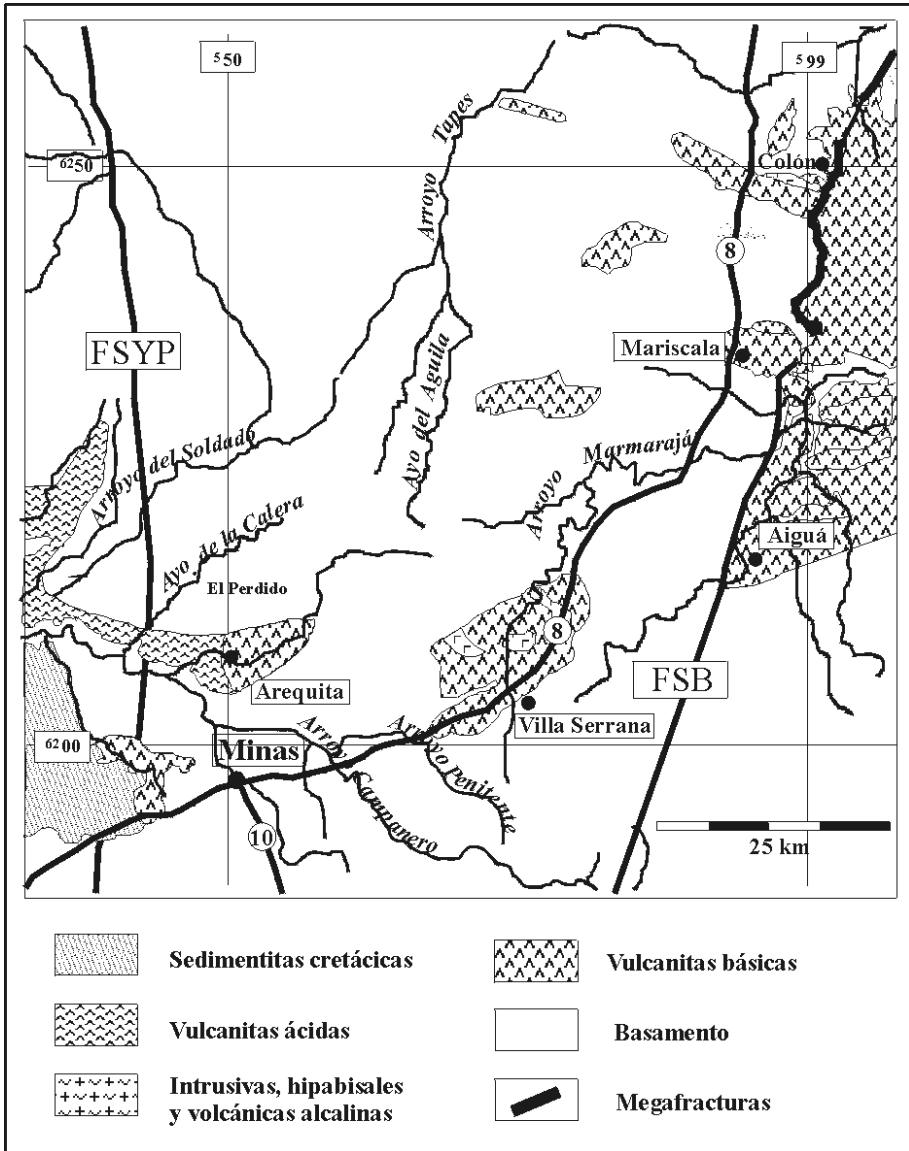 550
599
6250
Tapes
Arroyo
Colón
8
FSYP
Mariscala
Ayo del Aguila
Arroyo del Soldado
Marmarajá
Arroyo
Ayo de la Calera
Aiguá
El Perdido
8
FSB
Arequita
Villa Serrana
6200
Minas
Arroy
Campanero
Arroyo Penitente
10
25 km
Sedimentitas cretácicas
Vulcanitas básicas
Vulcanitas ácidas
Basamento
Intrusivas, hipabisales
y volcánicas alcalinas
Megafracturas